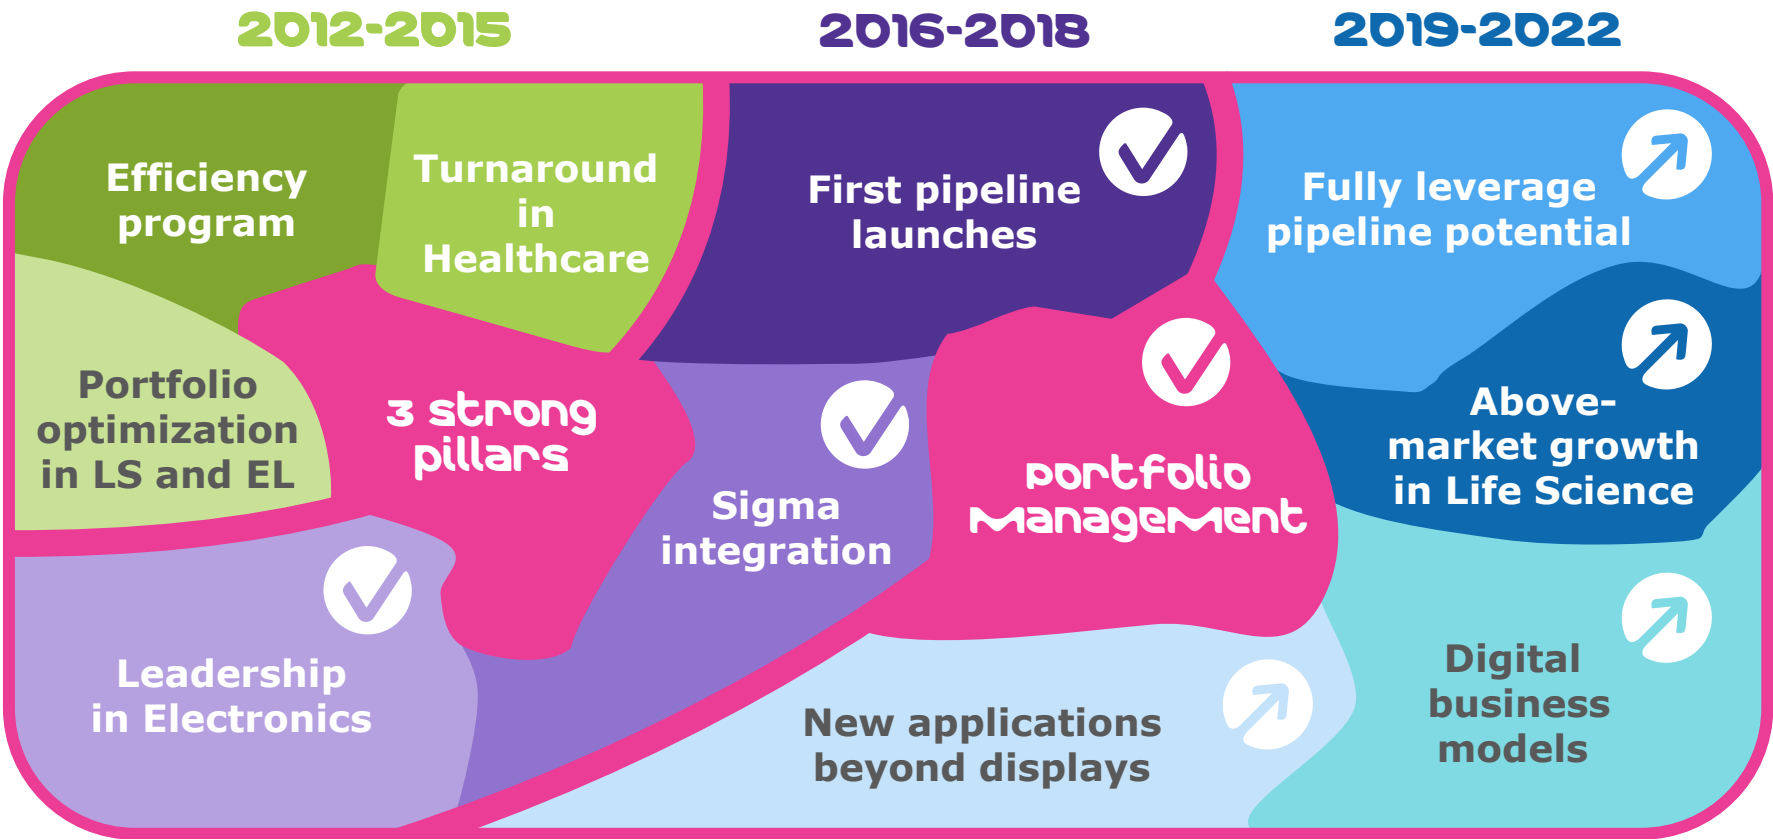 2012-2015
2016-2018
2019-2022
Efficiency
program
Turnaround
in
Healthcare
First pipeline
launches
Fully leverage
pipeline potential
Portfolio
optimization
in LS and EL
3 strong
pillars
Sigma
integration
portfolio
management
Above-
market growth
in Life Science
Leadership
in Electronics
New applications
beyond displays
Digital
business
models